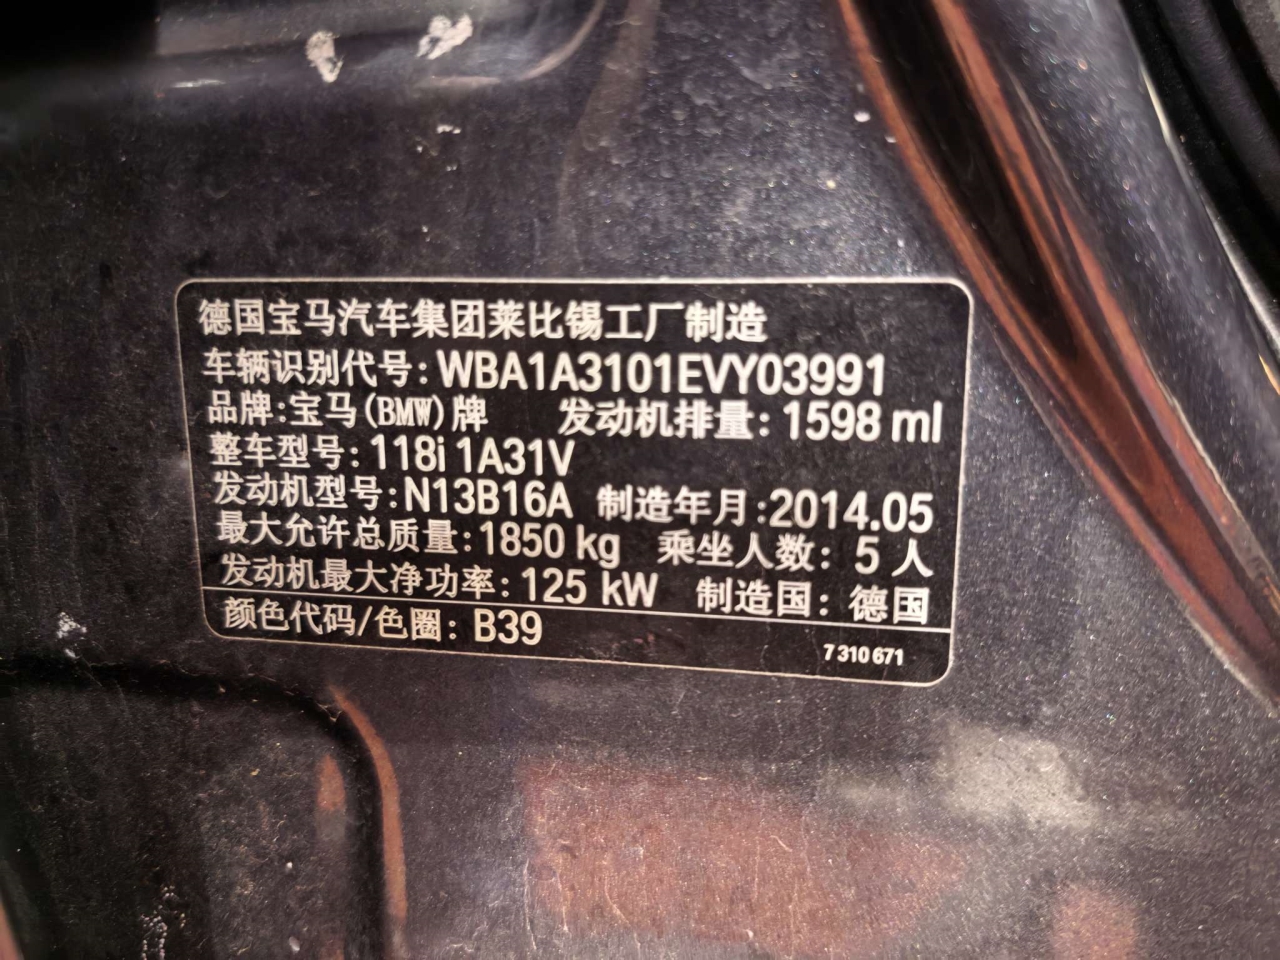 德国宝马汽车集团莱比锡工厂制造
车辆识别代号:WBA1A3101EVY03991
品牌:宝马(BMW)牌 发动机排量:1598 ml
整车型号:118i 1A31V
发动机型号:N13B16A 制造年月:2014.05
最大允许总质量:1850 kg 乘坐人数: 5 人
发动机最大净功率:125 kW 制造国: 德国
颜色代码/色圈: B39
7 310 671